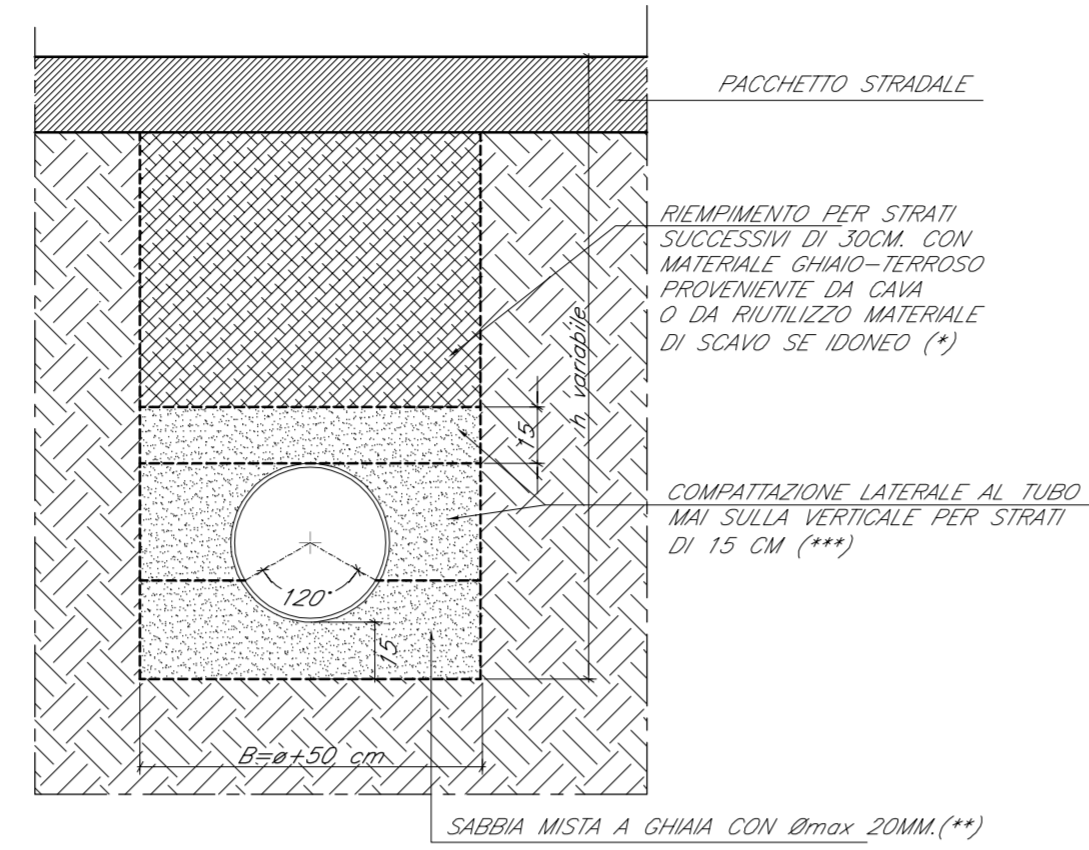 PACCHETTO STRADALE
RIEMPIMENTO PER STRATI
SUCCESSIVI DI 30CM. CON
MATERIALE GHIAIO-TERROSO
PROVENIENTE DA CAVA
O DA RIUTILIZZO MATERIALE
DI SCAVO SE IDONEO (*)
h. variabile
15
COMPATTAZIONE LATERALE AL TUBO
MAI SULLA VERTICALE PER STRATI
DI 15 CM (***)
120°
15
B=ø+50 cm
SABBIA MISTA A GHIAIA CON Ømax 20MM.(**)